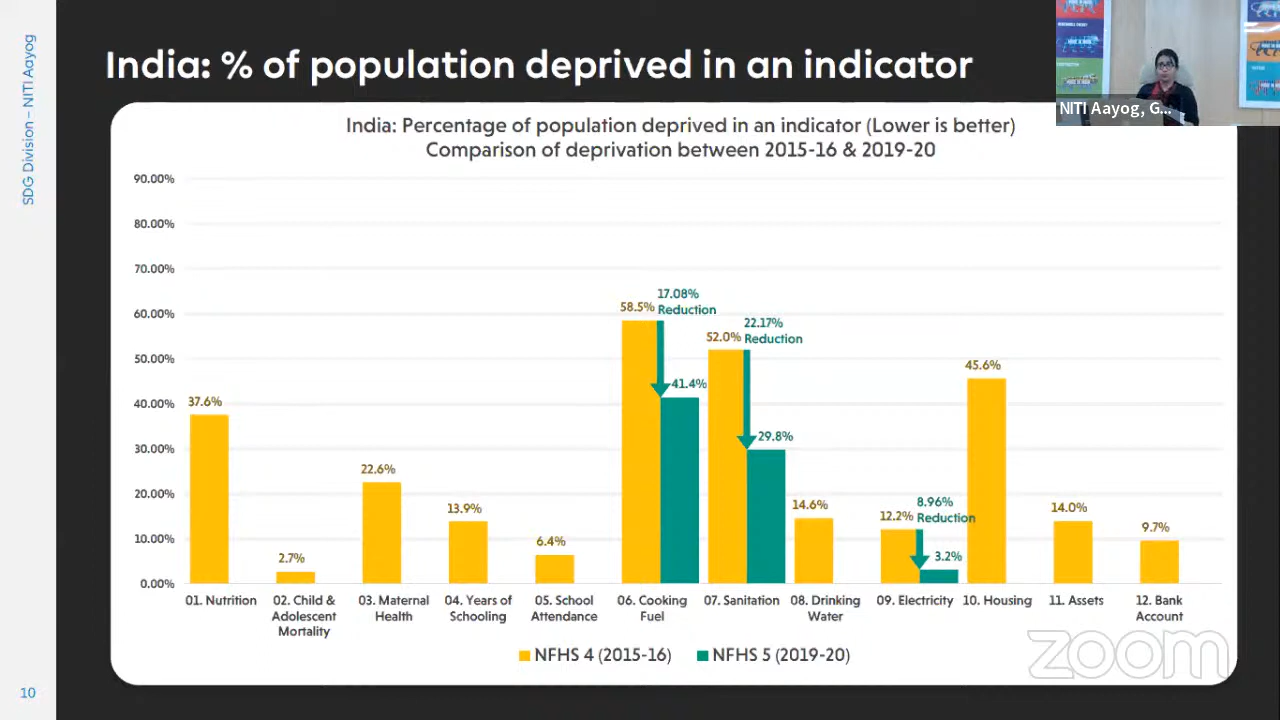 SDG Division – NITI Aayog
India: % of population deprived in an indicator
NITI Aayog, G...
India: Percentage of population deprived in an indicator (Lower is better)
Comparison of deprivation between 2015-16 & 2019-20
90.00%
80.00%
70.00%
60.00%
50.00%
40.00%
30.00%
20.00%
10.00%
0.00%
37.6%
2.7%
22.6%
13.9%
6.4%
58.5%
17.08%
Reduction
41.4%
52.0%
22.17%
Reduction
29.8%
14.6%
12.2%
8.96%
Reduction
3.2%
45.6%
14.0%
9.7%
01. Nutrition
02. Child &
Adolescent
Mortality
03. Maternal
Health
04. Years of
Schooling
05. School
Attendance
06. Cooking
Fuel
07. Sanitation
08. Drinking
Water
09. Electricity
10. Housing
11. Assets
12. Bank
Account
NFHS 4 (2015-16)
NFHS 5 (2019-20)
zoom
10